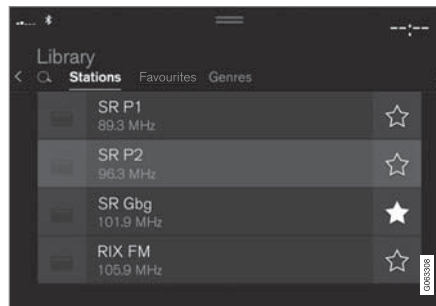 --:--
Library
Stations Favourites Genres
SR P1
89.3 MHz
SR P2
96.3 MHz
SR Gbg
101.9 MHz
RIX FM
105.9 MHz
G063308